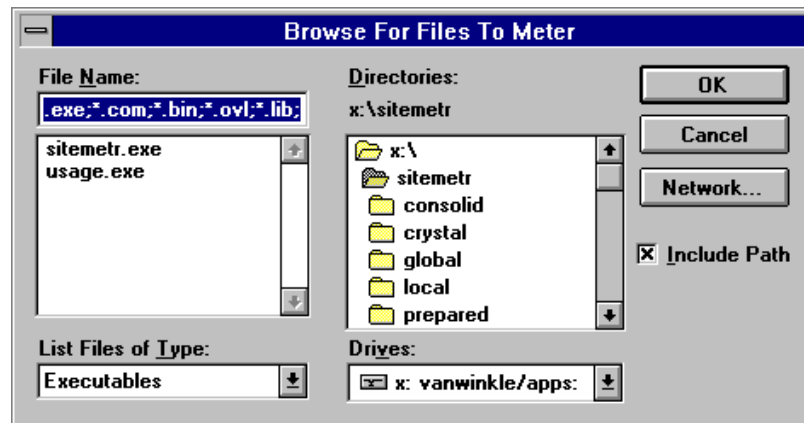 Browse For Files To Meter
File Name:
.exe;*.com;*.bin;*.ovl;*.lib;
sitemetr.exe
usage.exe
List Files of Type:
Executables
Directories:
x:\sitemetr
x:\
sitemetr
consolid
crystal
global
local
prepared
Drives:
x: vanwinkle/apps:
OK
Cancel
Network...
Include Path